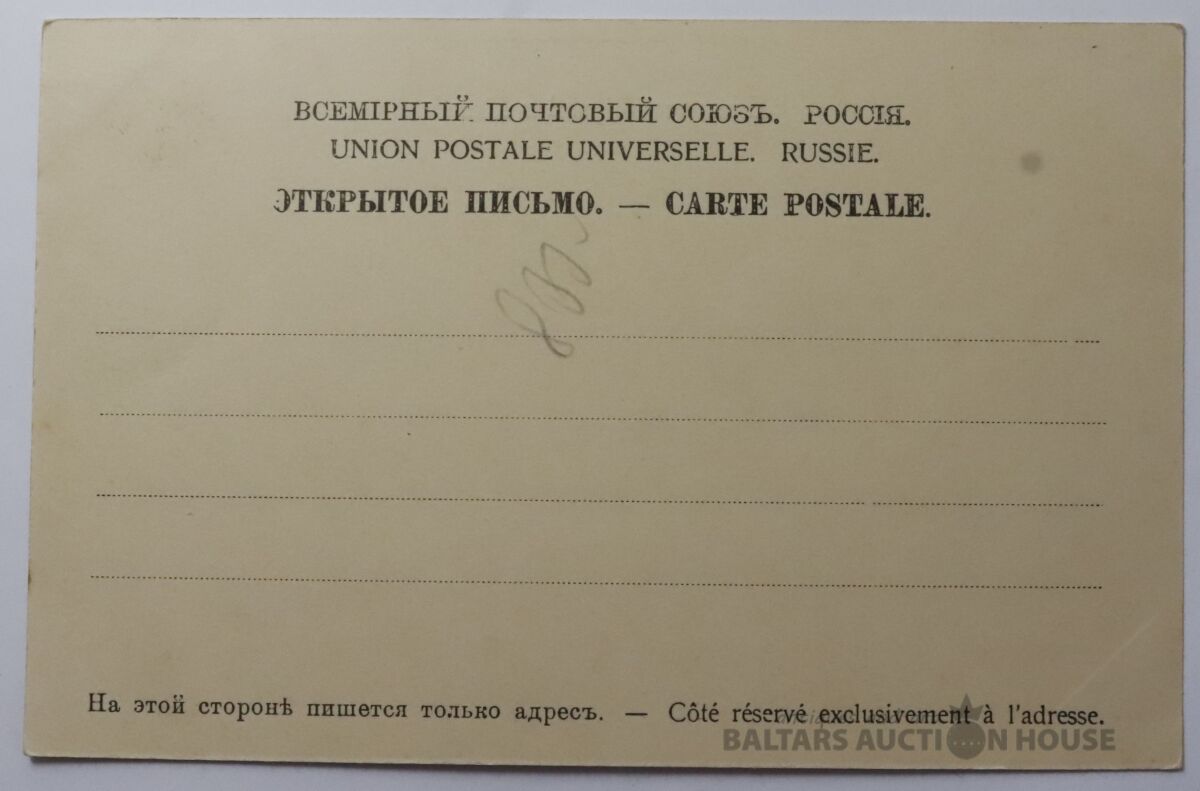 ВСЕМІРНЫЙ ПОЧТОВЫЙ СОЮЗЪ. РОССІЯ.
UNION POSTALE UNIVERSELLE. RUSSIE.
ОТКРЫТОЕ ПИСЬМО. — CARTE POSTALE.
На этой сторонѣ пишется только адресъ. — Côté réservé exclusivement à l'adresse.
BALTARS AUCTION HOUSE